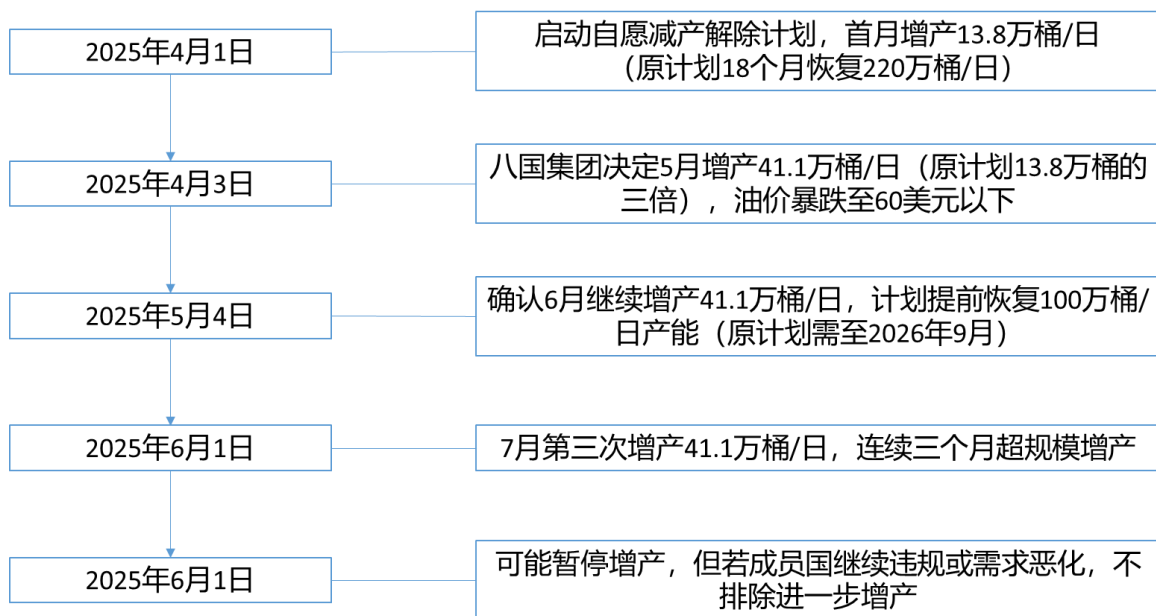 2025年4月1日
启动自愿减产解除计划，首月增产13.8万桶/日
（原计划18个月恢复220万桶/日）
2025年4月3日
八国集团决定5月增产41.1万桶/日（原计划13.8万桶的
三倍），油价暴跌至60美元以下
2025年5月4日
确认6月继续增产41.1万桶/日，计划提前恢复100万桶/
日产能（原计划需至2026年9月）
2025年6月1日
7月第三次增产41.1万桶/日，连续三个月超规模增产
2025年6月1日
可能暂停增产，但若成员国继续违规或需求恶化，不
排除进一步增产